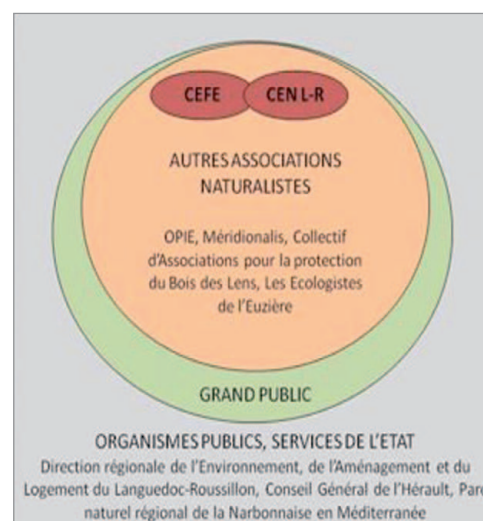 CEFE CEN L-R
AUTRES ASSOCIATIONS
NATURALISTES
OPIE, Méridionalis, Collectif
d'Associations pour la protection
du Bois des Lens, Les Ecologistes
de l'Euzière
GRAND PUBLIC
ORGANISMES PUBLICS, SERVICES DE L'ETAT
Direction régionale de l'Environnement, de l'Aménagement et du
Logement du Languedoc-Roussillon, Conseil Général de l'Hérault, Parc
naturel régional de la Narbonnaise en Méditerranée